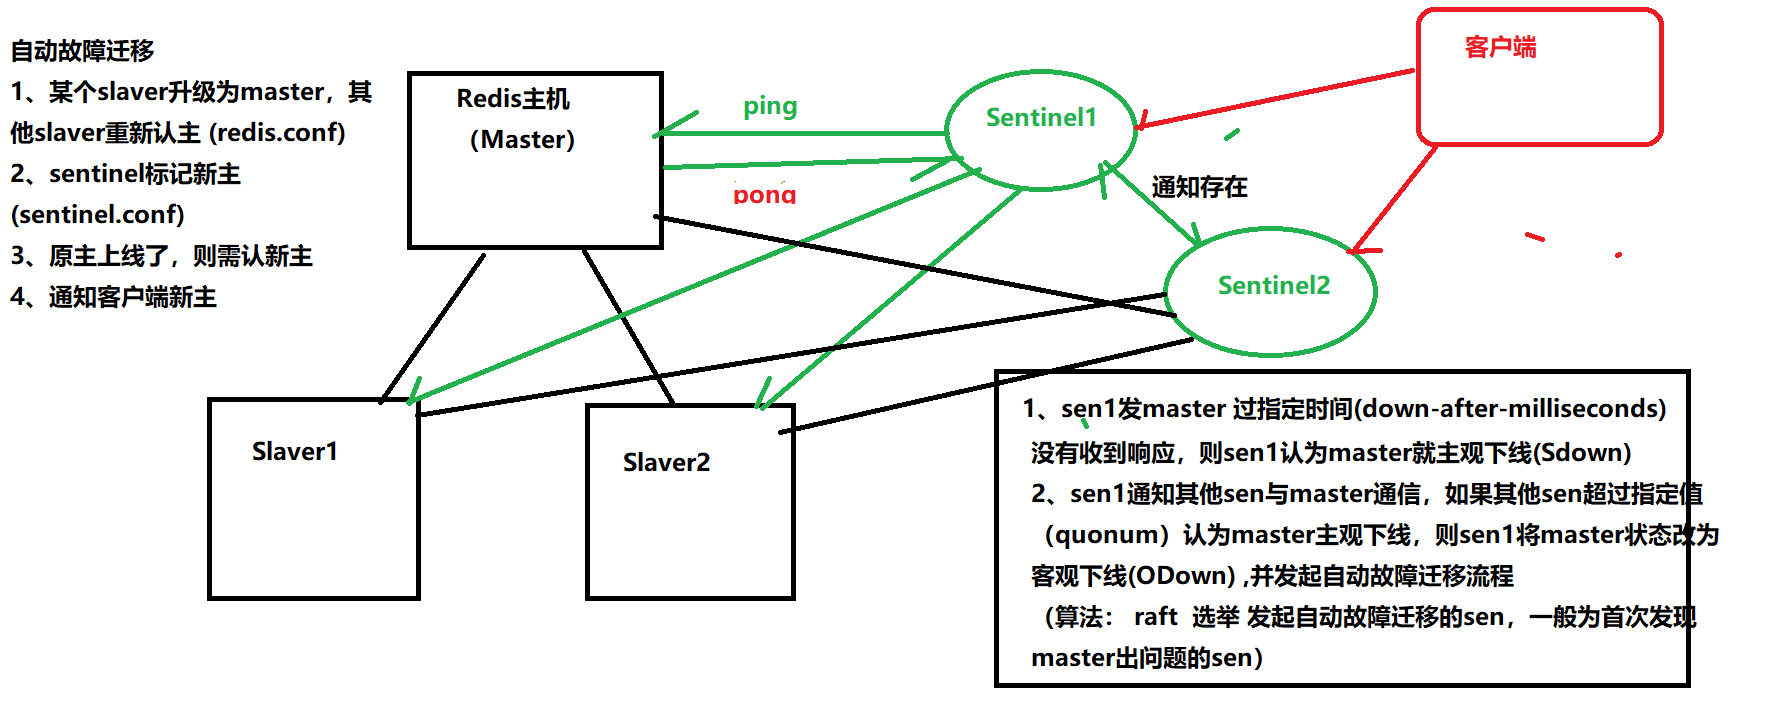 自动故障迁移
1、某个slaver升级为master，其
他slaver重新认主 (redis.conf)
2、sentinel标记新主
(sentinel.conf)
3、原主上线了，则需认新主
4、通知客户端新主
Redis主机
（Master）
ping
pong
Sentinel1
客户端
通知存在
Sentinel2
Slaver1
Slaver2
1、sen1发master 过指定时间(down-after-milliseconds)
没有收到响应，则sen1认为master就主观下线(Sdown)
2、sen1通知其他sen与master通信，如果其他sen超过指定值
（quonum）认为master主观下线，则sen1将master状态改为
客观下线(ODown) ,并发起自动故障迁移流程
（算法： raft 选举 发起自动故障迁移的sen，一般为首次发现
master出问题的sen）